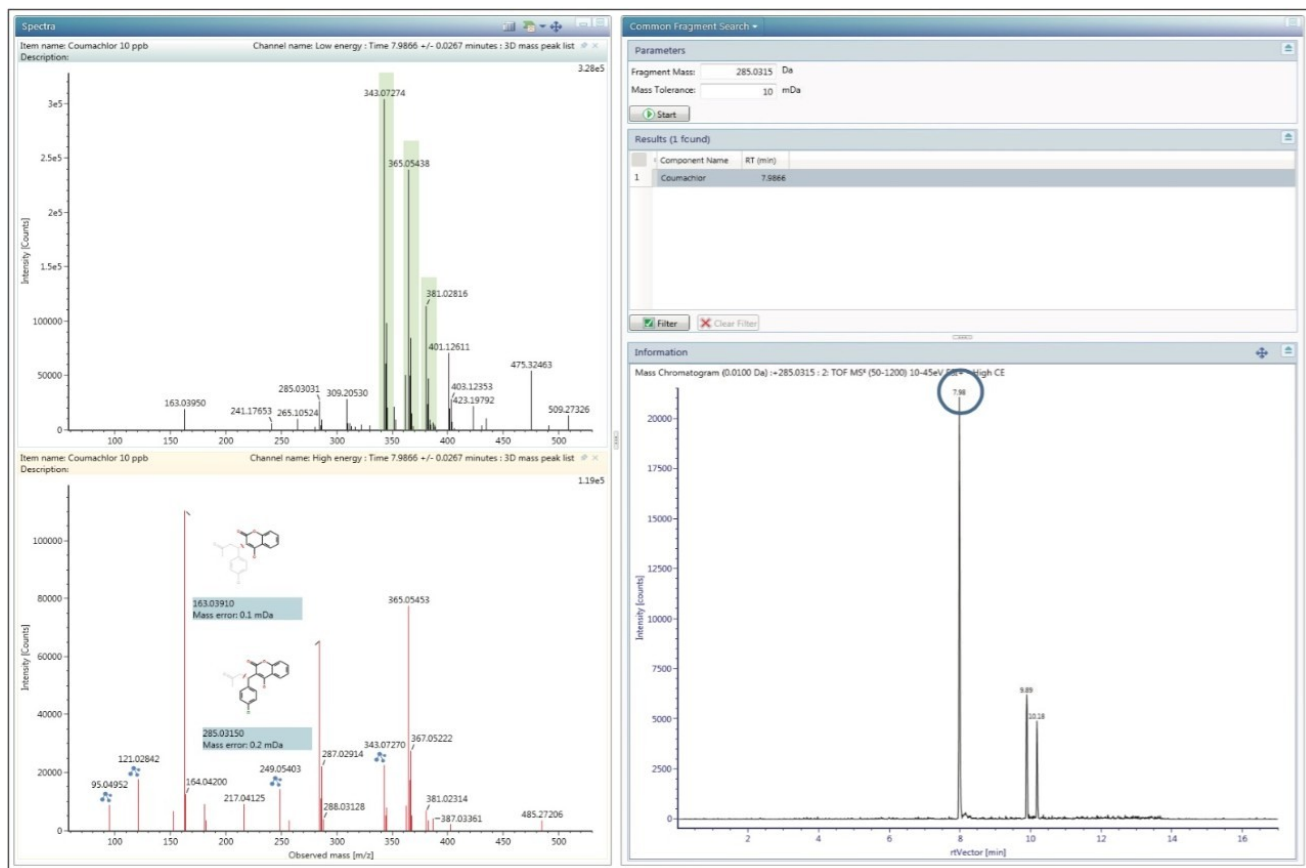 Spectra
Item name: Coumachlor 10 ppb Channel name: Low energy : Time 7.9866 +/- 0.0267 minutes : 3D mass peak list
Description:
3.28e5
343.07274
3e5
2.5e5
365.05438
2e5
Intensity [Counts]
1.5e5
381.02816
100000
401.12611
475.32463
50000
285.03031
309.20530
403.12353
163.03950
241.17653
265.10524
423.19792
509.27326
0
100 150 200 250 300 350 400 450 500
Item name: Coumachlor 10 ppb Channel name: High energy : Time 7.9866 +/- 0.0267 minutes : 3D mass peak list
Description:
1.19e5
100000
80000
365.05453
163.03910
Mass error: 0.1 mDa
60000
Intensity [Counts]
40000
285.03150
Mass error: 0.2 mDa
343.07270
367.05222
121.02842
249.05403
287.02914
20000
95.04952
164.04200
217.04125
288.03128
381.02314
387.03361
485.27206
0
100 150 200 250 300 350 400 450 500
Observed mass [m/z]
Common Fragment Search
Parameters
Fragment Mass: 285.0315 Da
Mass Tolerance: 10 mDa
Start
Results (1 found)
Component Name RT (min)
1 Coumachlor 7.9866
Filter Clear Filter
Information
Mass Chromatogram (0.0100 Da) :+285.0315 : 2: TOF MSᴱ (50-1200) 10-45eV ESI+ - High CE
7.98
20000
17500
15000
12500
Intensity [counts]
10000
7500
9.89
10.18
5000
2500
0
2 4 6 8 10 12 14 16
rtVector [min]